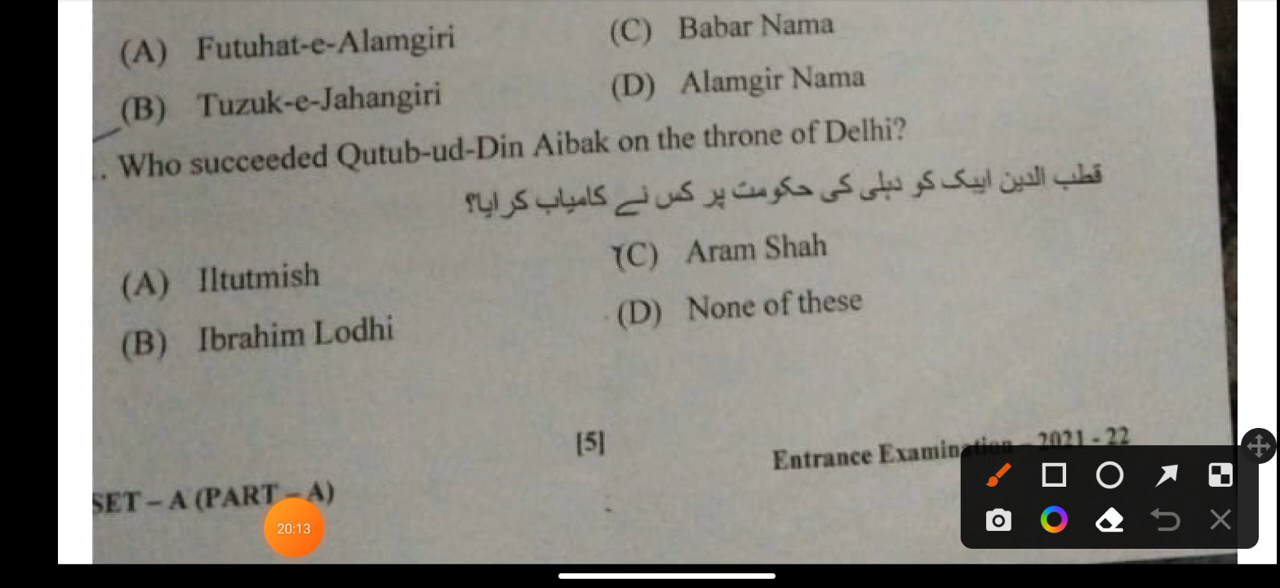 (A) Futuhat-e-Alamgiri
(C) Babar Nama
(B) Tuzuk-e-Jahangiri
(D) Alamgir Nama
. Who succeeded Qutub-ud-Din Aibak on the throne of Delhi?
قطب الدین ایبک کو دہلی کی حکومت پر کس نے کامیاب کرایا؟
(A) Iltutmish
(C) Aram Shah
(B) Ibrahim Lodhi
(D) None of these
[5]
Entrance Examination – 2021 - 22
SET – A (PART – A)
20:13